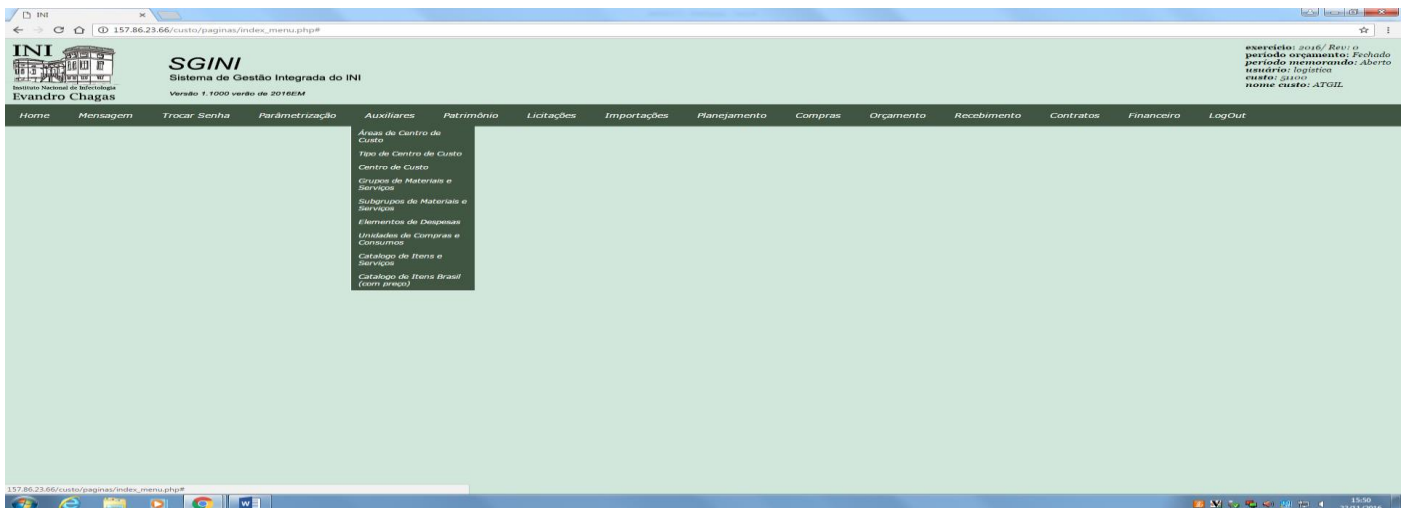 INI
157.86.23.66/custo/paginas/index_menu.php#
INI
Instituto Nacional de Infectologia
Evandro Chagas
SGINI
Sistema de Gestão Integrada do INI
Versão 1.1000 verão de 2016EM
exercício: 2016/ Rev: 0
período orçamento: Fechado
período memorando: Aberto
usuário: logistica
custo: 51100
nome custo: ATGIL
Home Mensagem Trocar Senha Parâmetrização Auxiliares Patrimônio Licitações Importações Planejamento Compras Orçamento Recebimento Contratos Financeiro LogOut
Áreas de Centro de
Custo
Tipo de Centro de Custo
Centro de Custo
Grupos de Materiais e
Serviços
Subgrupos de Materiais e
Serviços
Elementos de Despesas
Unidades de Compras e
Consumos
Catalogo de Itens e
Serviços
Catalogo de Itens Brasil
(com preço)
157.86.23.66/custo/paginas/index_menu.php#
15:50